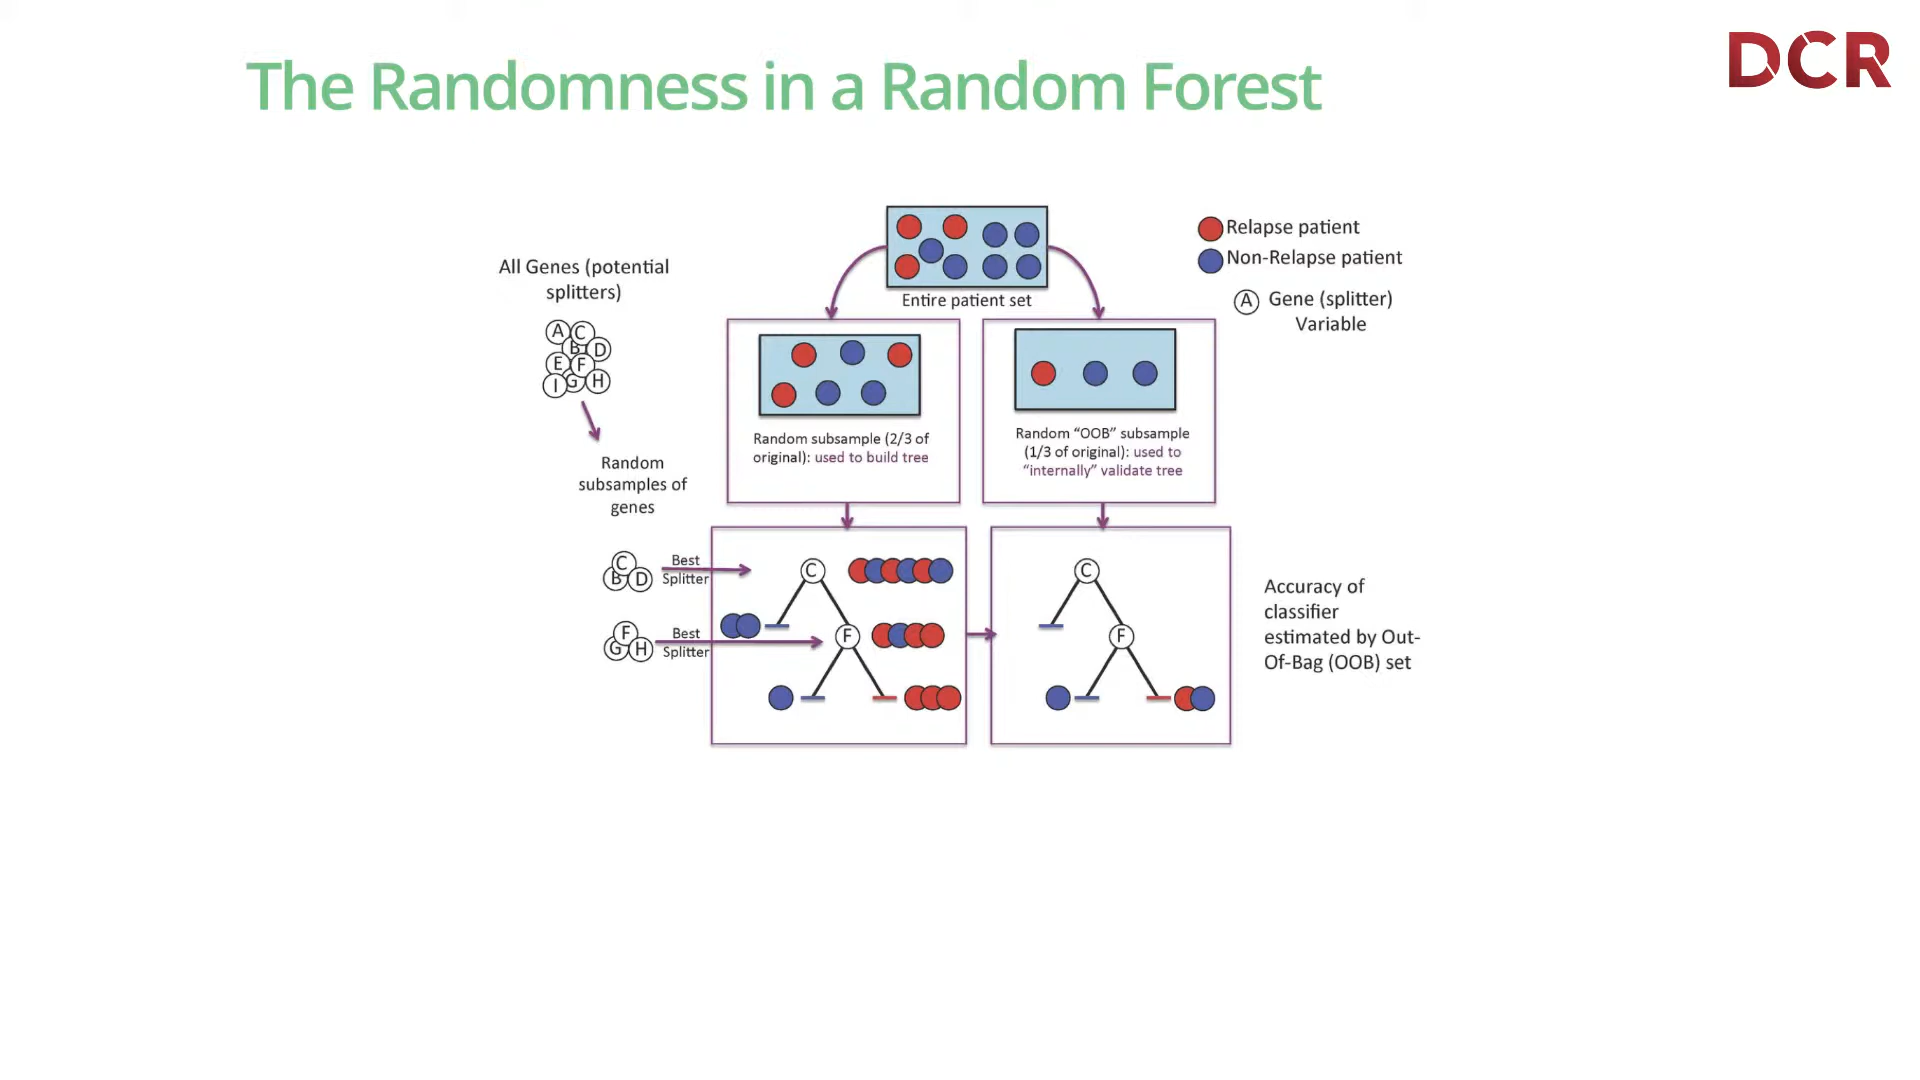 The Randomness in a Random Forest
DCR
Relapse patient
Non-Relapse patient
A
Gene (splitter)
Variable
Entire patient set
All Genes (potential
splitters)
A C
B D
E F
I G H
Random
subsamples of
genes
Random subsample (2/3 of
original): used to build tree
Random “OOB” subsample
(1/3 of original): used to
“internally” validate tree
C
B D
Best
Splitter
F
G H
Best
Splitter
C
F
C
F
Accuracy of
classifier
estimated by Out-
Of-Bag (OOB) set